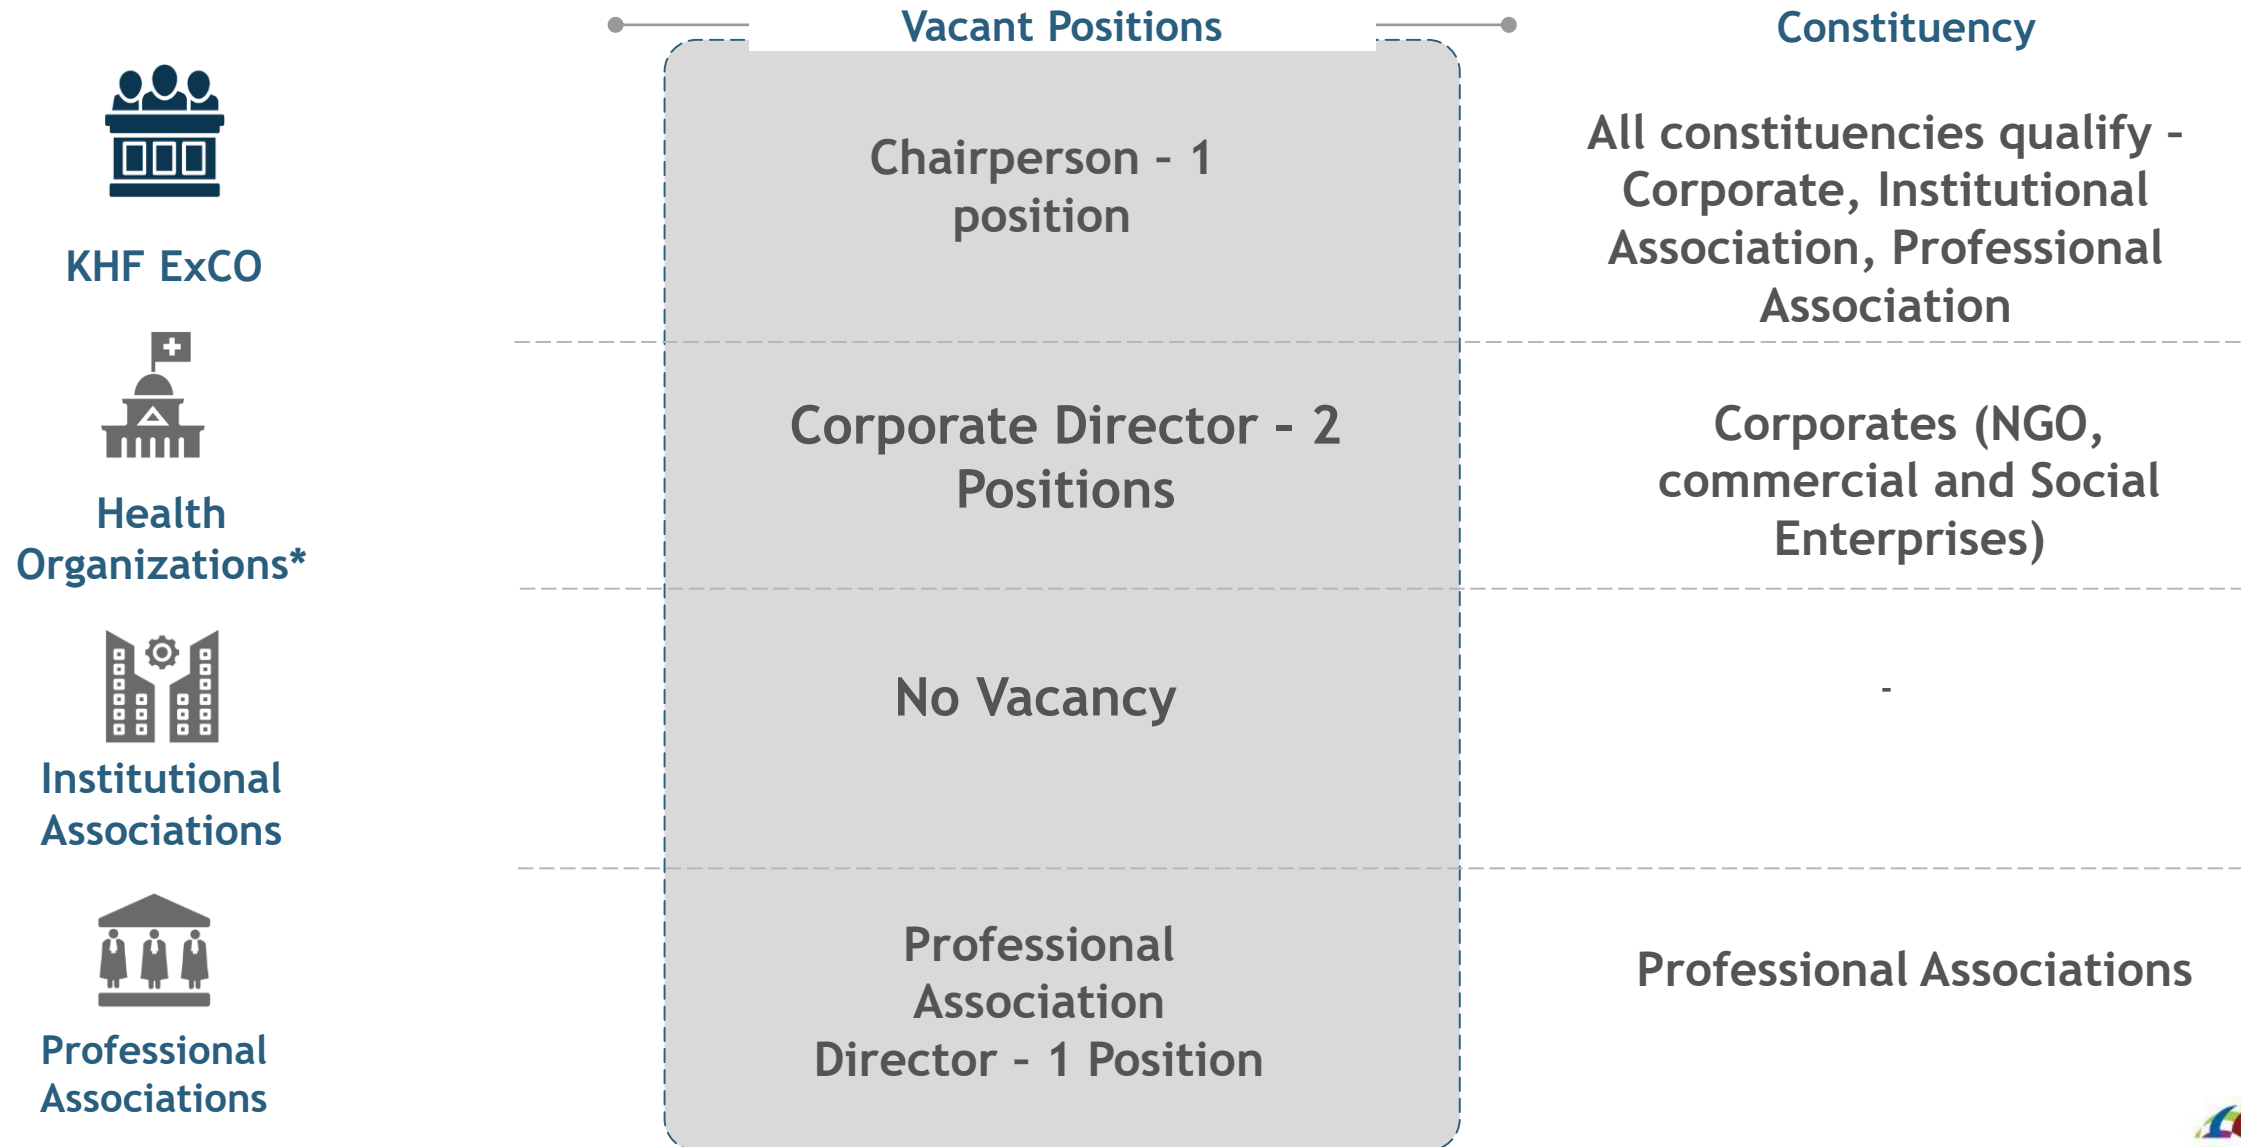 Vacant Positions
Constituency
KHF ExCO
Chairperson – 1
position
All constituencies qualify –
Corporate, Institutional
Association, Professional
Association
Health
Organizations*
Corporate Director – 2
Positions
Corporates (NGO,
commercial and Social
Enterprises)
Institutional
Associations
No Vacancy
-
Professional
Associations
Professional
Association
Director – 1 Position
Professional Associations